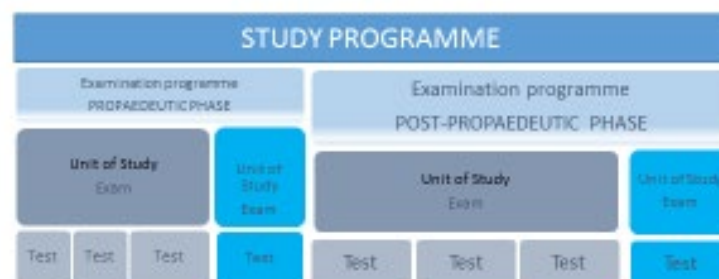 STUDY PROGRAMME
Examination programme
PROPAEDEUTIC PHASE
Examination programme
POST-PROPAEDEUTIC PHASE
Unit of Study
Exam
Unit of
Study
Exam
Unit of Study
Exam
Unit of Study
Exam
Test
Test
Test
Test
Test
Test
Test
Test